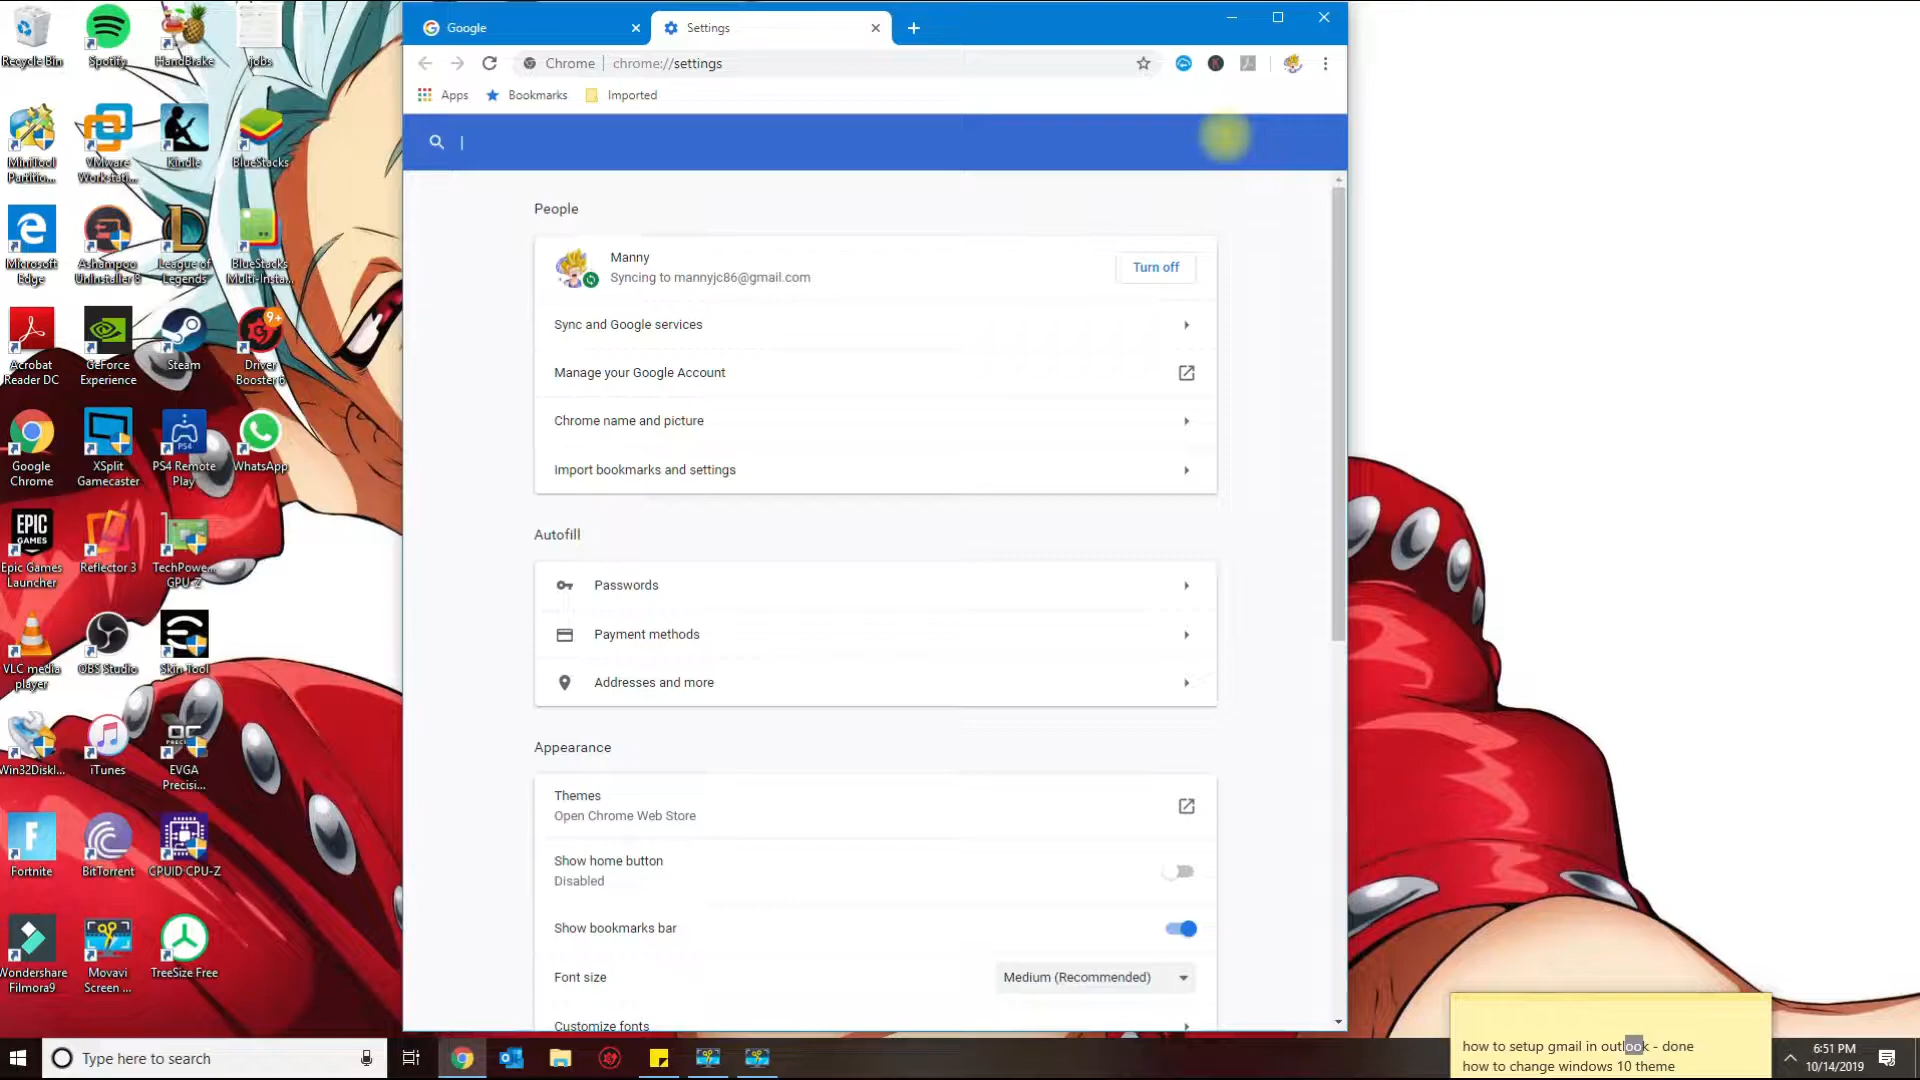 Recycle Bin
Spotify
HandBrake
jobs
MiniTool Partitio...
VMware Workstati...
Kindle
BlueStacks
Microsoft Edge
Ashampoo UnInstaller 8
League of Legends
BlueStacks Multi-Insta...
Acrobat Reader DC
GeForce Experience
Steam
9+
Driver Booster 6
Google Chrome
XSplit Gamecaster
PS4
PS4 Remote Play
WhatsApp
EPIC GAMES
Epic Games Launcher
Reflector 3
TechPowe... GPU-Z
VLC media player
OBS Studio
Skin Tool
Win32DiskI...
iTunes
EVGA Precisi...
Fortnite
BitTorrent
CPUID CPU-Z
Wondershare Filmora9
Movavi Screen ...
TreeSize Free
Google
Settings
Chrome | chrome://settings
Apps
Bookmarks
Imported
People
Manny
Syncing to mannyjc86@gmail.com
Turn off
Sync and Google services
Manage your Google Account
Chrome name and picture
Import bookmarks and settings
Autofill
Passwords
Payment methods
Addresses and more
Appearance
Themes
Open Chrome Web Store
Show home button
Disabled
Show bookmarks bar
Font size
Medium (Recommended)
Customize fonts
how to setup gmail in outlook - done
how to change windows 10 theme
Type here to search
6:51 PM
10/14/2019